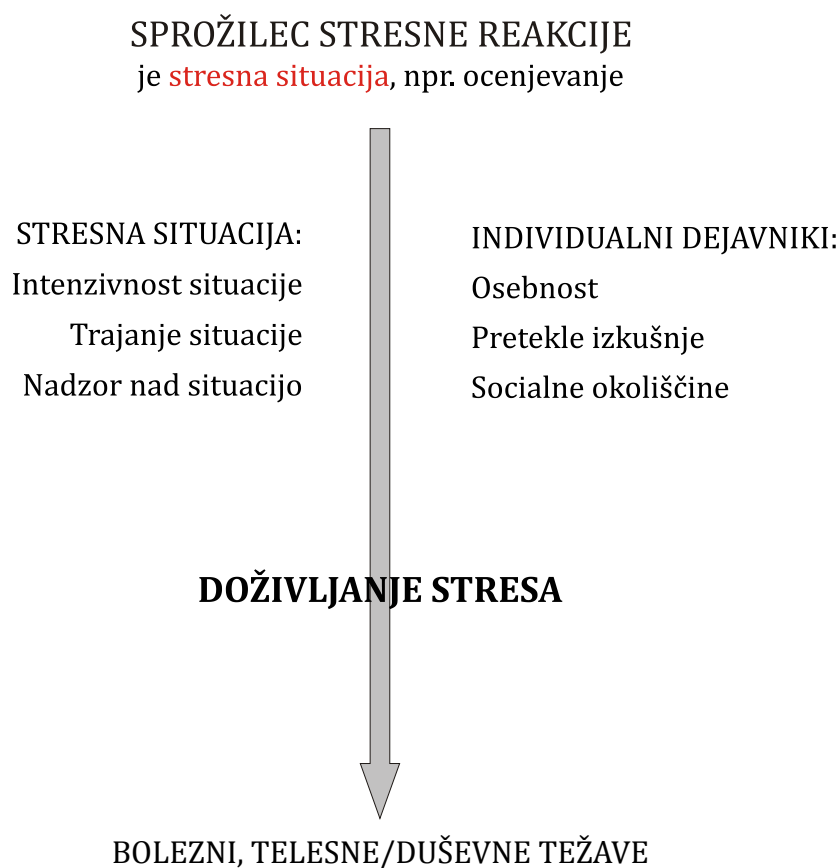 SPROŽILEC STRESNE REAKCIJE
je stresna situacija, npr. ocenjevanje
STRESNA SITUACIJA:
Intenzivnost situacije
Trajanje situacije
Nadzor nad situacijo
INDIVIDUALNI DEJAVNIKI:
Osebnost
Pretekle izkušnje
Socialne okoliščine
DOŽIVLJANJE STRESA
BOLEZNI, TELESNE/DUŠEVNE TEŽAVE